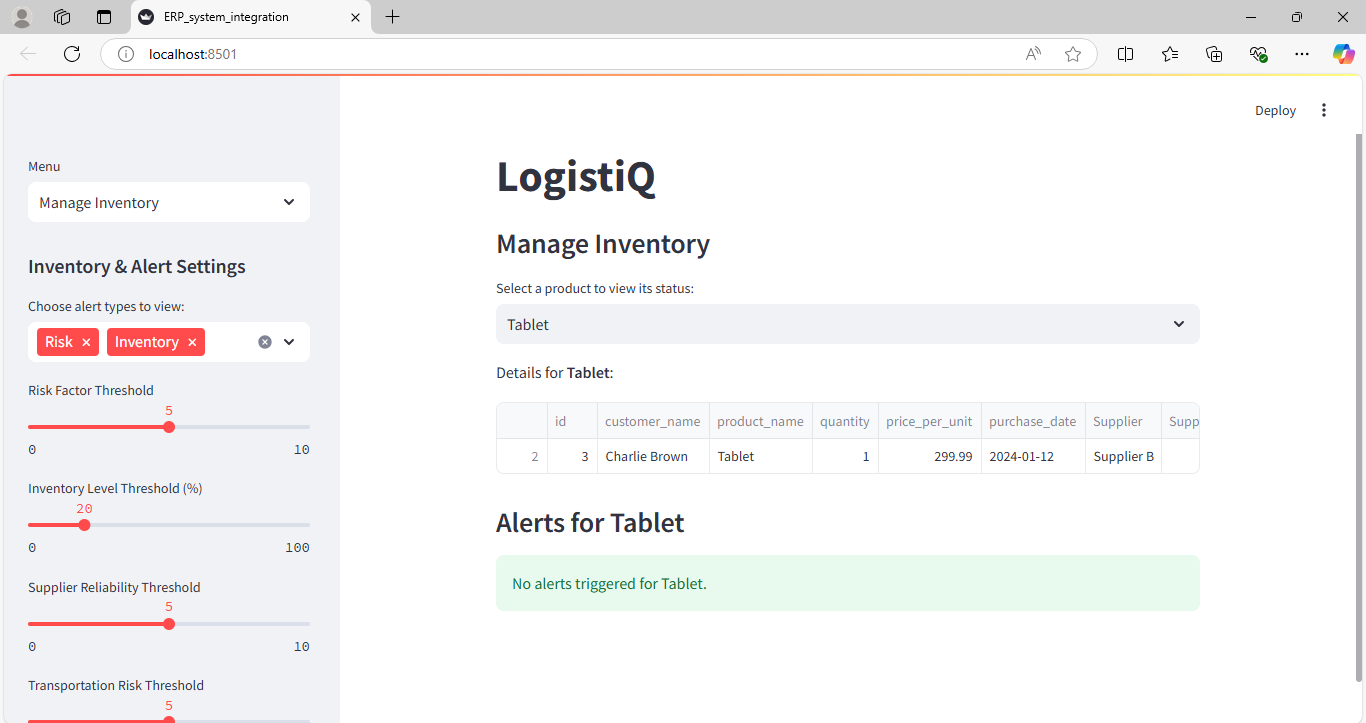 ERP_system_integration
localhost:8501
Deploy
Menu
Manage Inventory
Inventory & Alert Settings
Choose alert types to view:
Risk Inventory
Risk Factor Threshold
5
0 10
Inventory Level Threshold (%)
20
0 100
Supplier Reliability Threshold
5
0 10
Transportation Risk Threshold
5
LogistiQ
Manage Inventory
Select a product to view its status:
Tablet
Details for Tablet:
id customer_name product_name quantity price_per_unit purchase_date Supplier Supp
2 3 Charlie Brown Tablet 1 299.99 2024-01-12 Supplier B
Alerts for Tablet
No alerts triggered for Tablet.